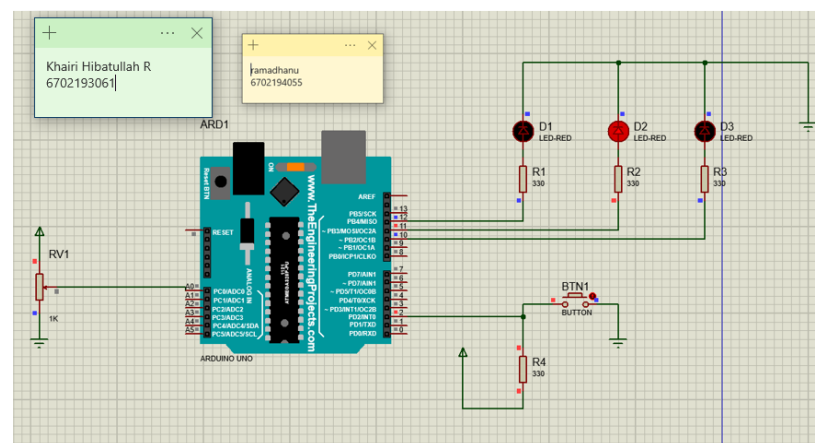 Khairi Hibatullah R
6702193061
ramadhanu
6702194055
ARD1
ON
Reset BTN
www.TheEngineeringProjects.com
ANALOG IN
RESET
AREF
PB5/SCK 13
PB4/MISO 12
~ PB3/MOSI/OC2A 11
~ PB2/OC1B 10
~ PB1/OC1A 9
PB0/ICP1/CLKO 8
PD7/AIN1 7
~ PD6/AIN1 6
~ PD5/T1/OC0B 5
PD4/T0/XCK 4
~ PD3/INT1/OC2B 3
PD2/INT0 2
PD1/TXD 1
PD0/RXD 0
A0 PC0/ADC0
A1 PC1/ADC1
A2 PC2/ADC2
A3 PC3/ADC3
A4 PC4/ADC4/SDA
A5 PC5/ADC5/SCL
ARDUINO UNO
RV1
1K
D1
LED-RED
D2
LED-RED
D3
LED-RED
R1
330
R2
330
R3
330
BTN1
BUTTON
R4
330